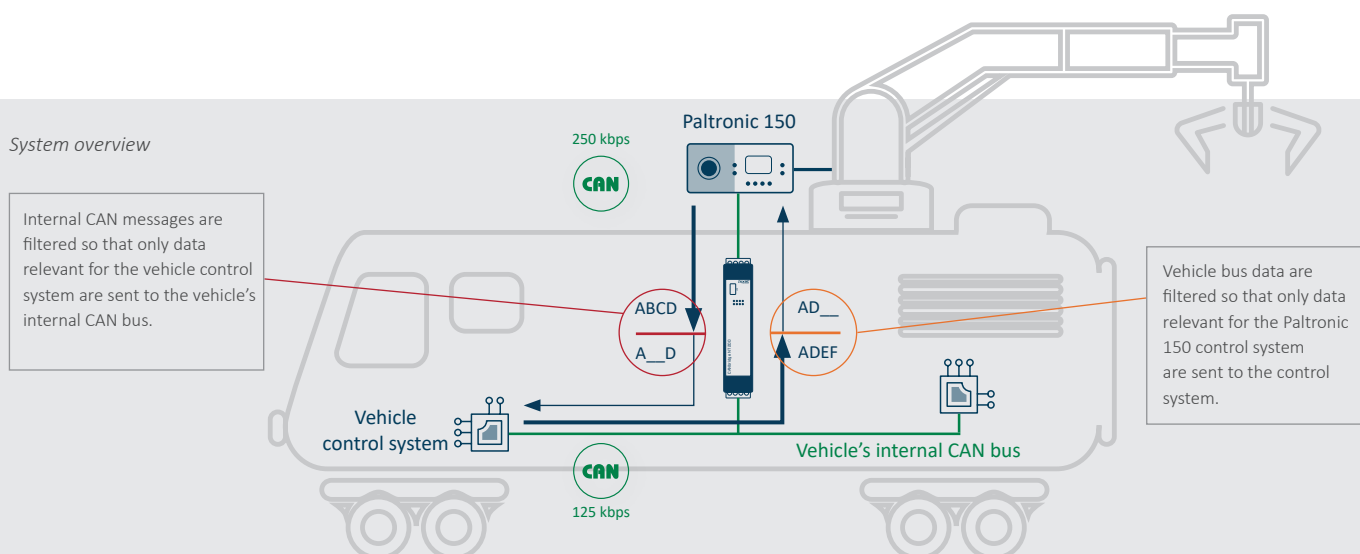 System overview
Paltronic 150
250 kbps
CAN
Internal CAN messages are
filtered so that only data
relevant for the vehicle control
system are sent to the vehicle's
internal CAN bus.
Vehicle bus data are
filtered so that only data
relevant for the Paltronic
150 control system
are sent to the control
system.
ABCD
A__D
AD__
ADEF
Vehicle
control system
Vehicle's internal CAN bus
CAN
125 kbps